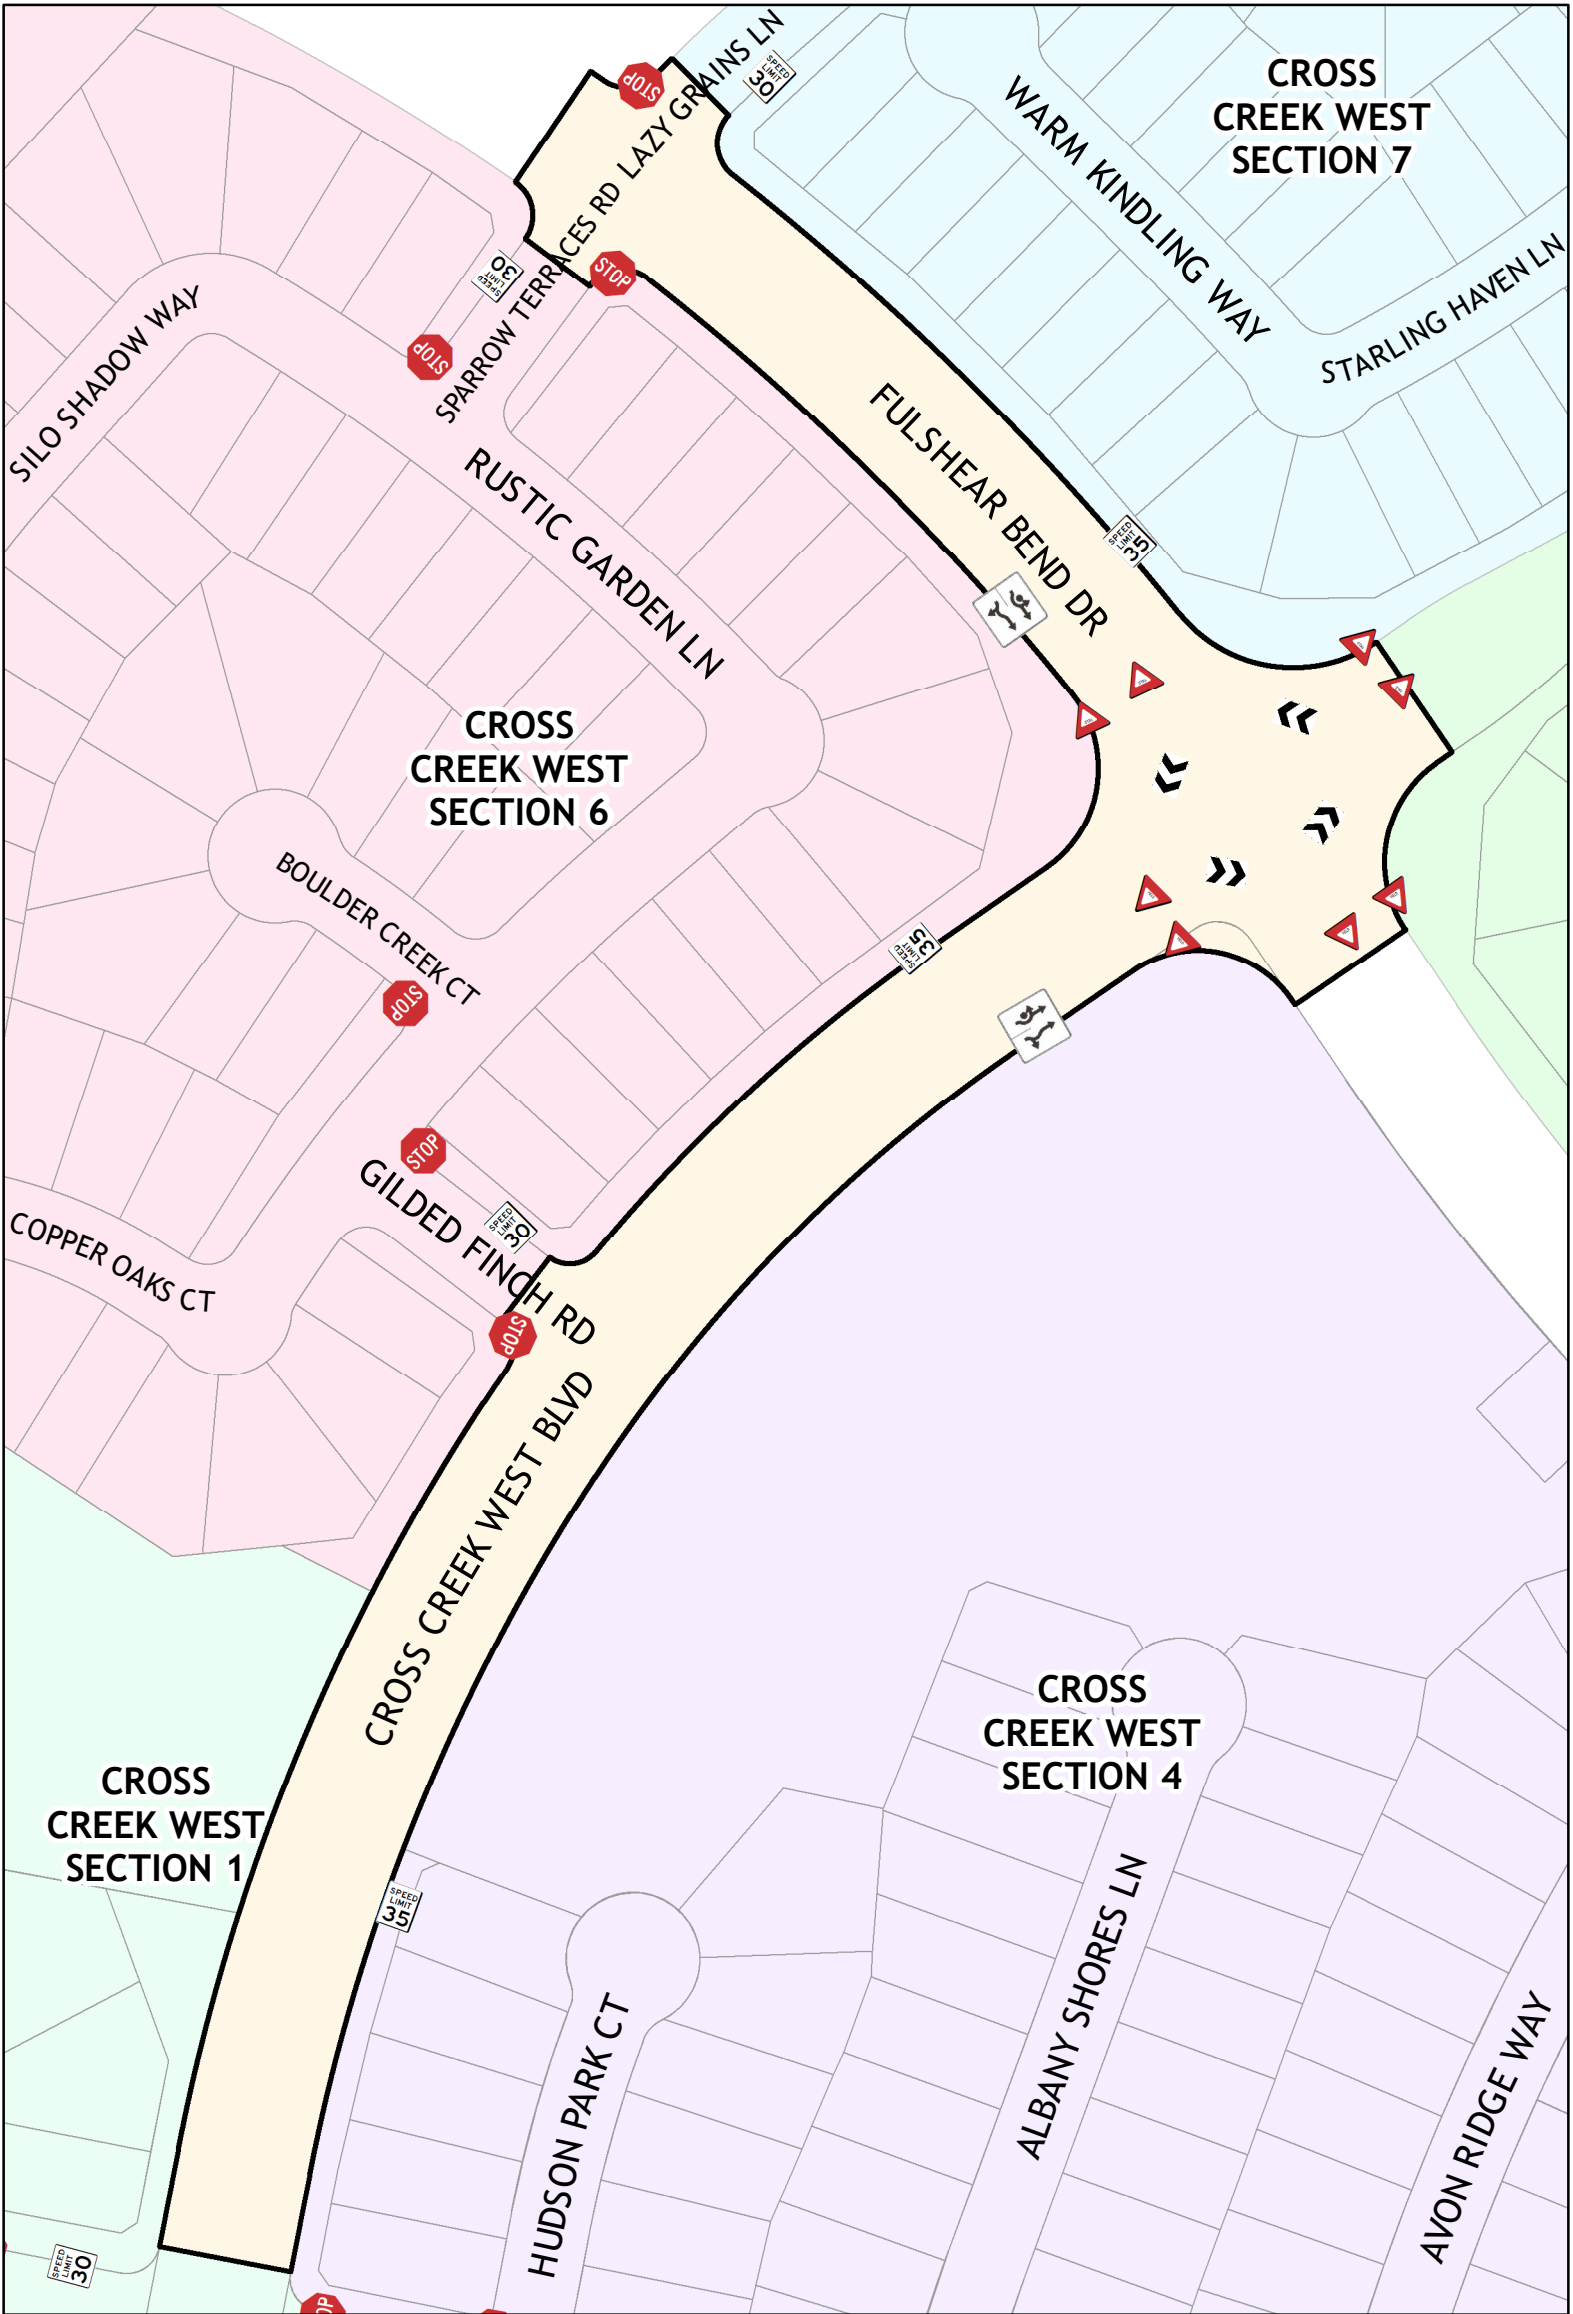 STOP
SPEED LIMIT 30
LAZY GRAINS LN
CROSS
CREEK WEST
SECTION 7
WARM KINDLING WAY
STARLING HAVEN LN
SPEED LIMIT 30
STOP
SPARROW TERRACES RD
STOP
SILO SHADOW WAY
RUSTIC GARDEN LN
FULSHEAR BEND DR
SPEED LIMIT 35
CROSS
CREEK WEST
SECTION 6
BOULDER CREEK CT
STOP
SPEED LIMIT 35
STOP
GILDED FINCH RD
SPEED LIMIT 30
COPPER OAKS CT
STOP
CROSS CREEK WEST BLVD
CROSS
CREEK WEST
SECTION 4
CROSS
CREEK WEST
SECTION 1
SPEED LIMIT 35
HUDSON PARK CT
ALBANY SHORES LN
AVON RIDGE WAY
SPEED LIMIT 30